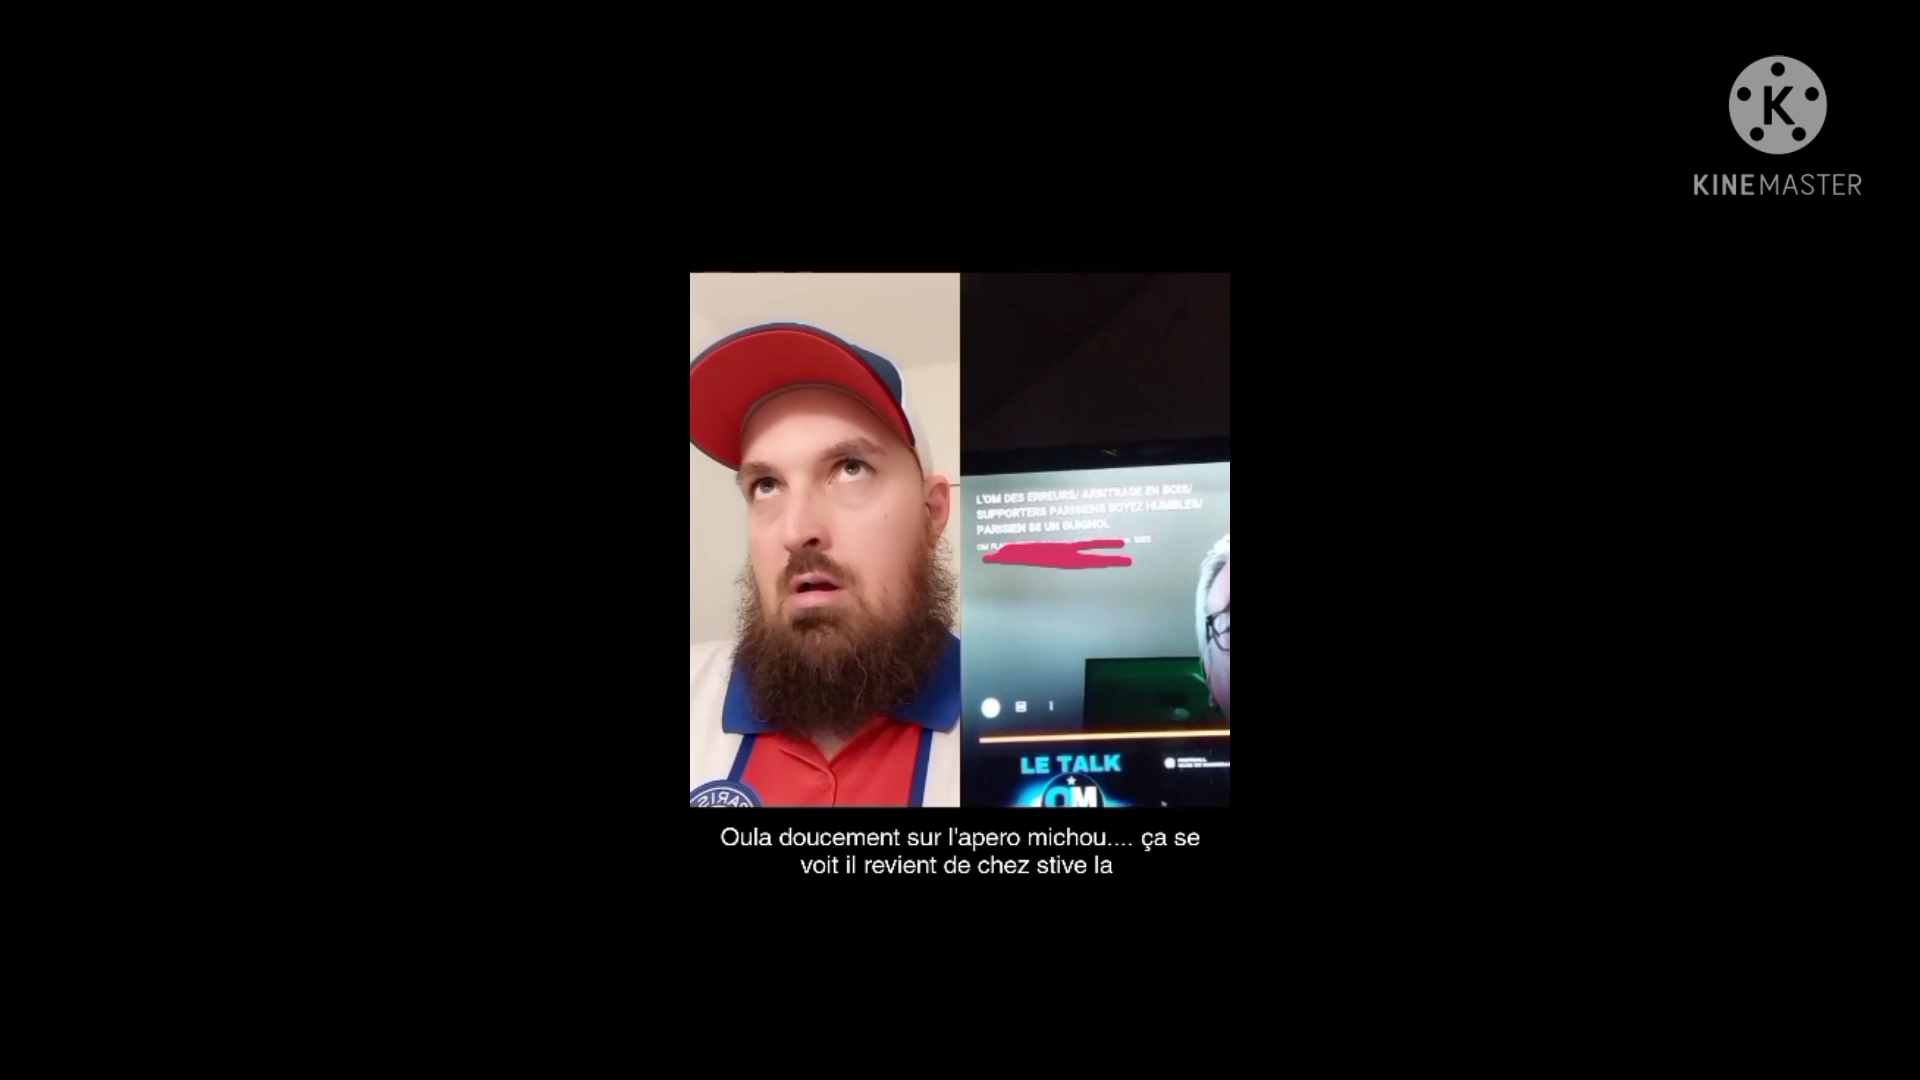 KINEMASTER
L'OM DES ERREURS/ ARBITRAGE EN BOIS/
SUPPORTERS PARISIENS SOYEZ HUMBLES/
PARISIEN 88 UN GUIGNOL
LE TALK
OM
PARIS
Oula doucement sur l'apero michou.... ça se
voit il revient de chez stive la